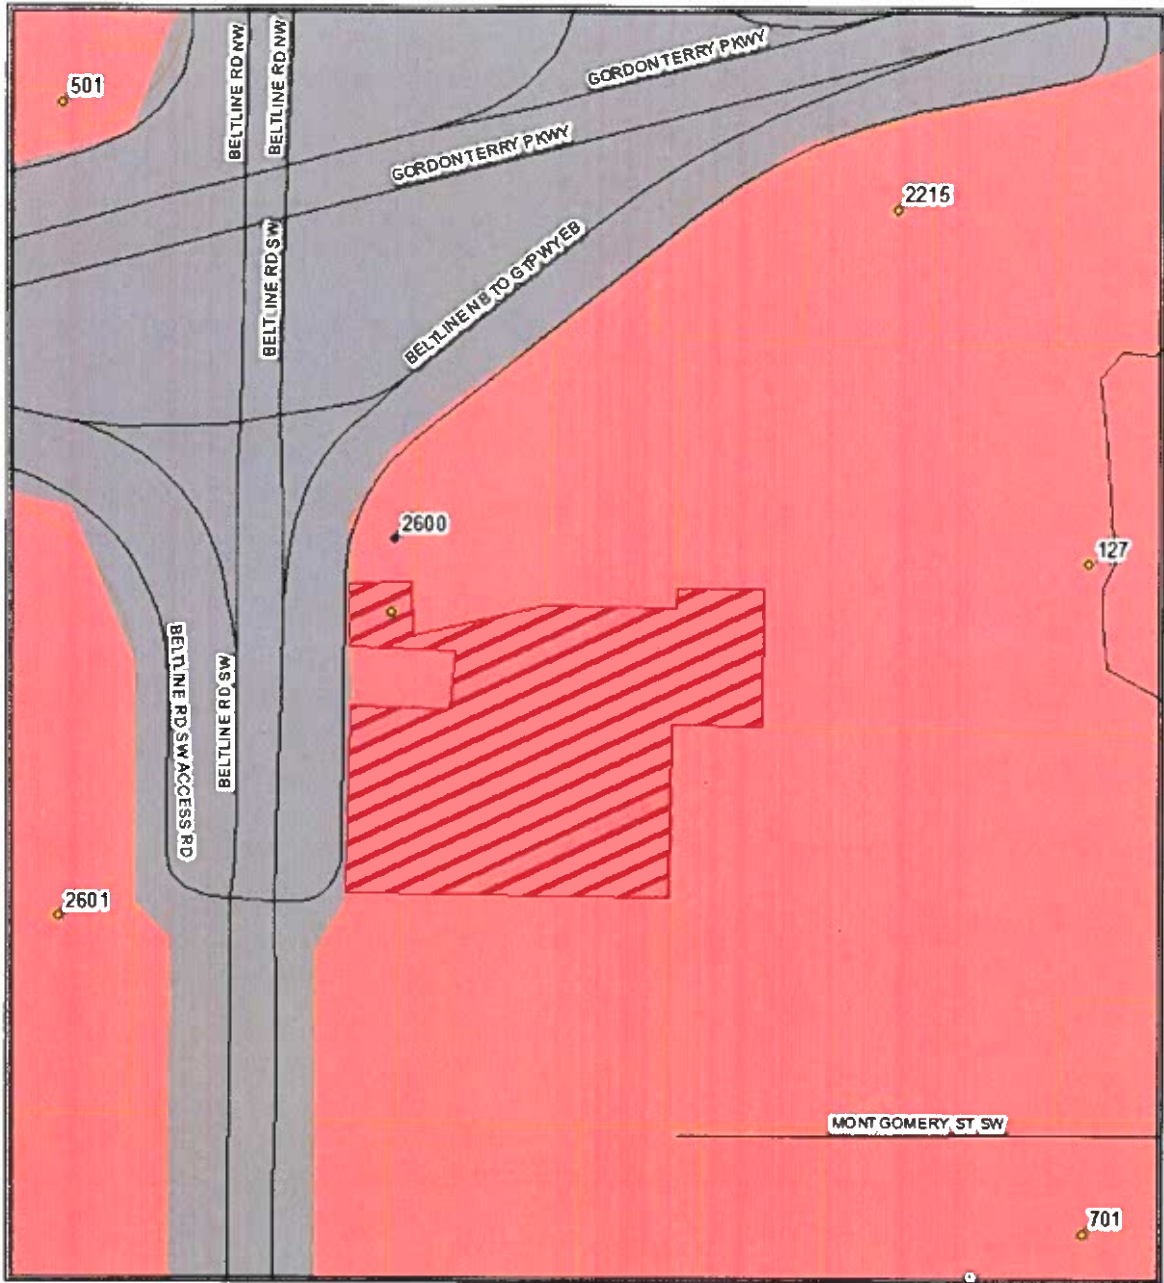 BELTLINE RD NW
BELTLINE RD NW
GORDON TERRY PKWY
501
GORDON TERRY PKWY
2215
BELTLINE RD SW
BELTLINE NB TO GTPWY EB
2600
127
BELTLINE RD SW ACCESS RD
BELTLINE RD SW
2601
MONTGOMERY ST SW
701